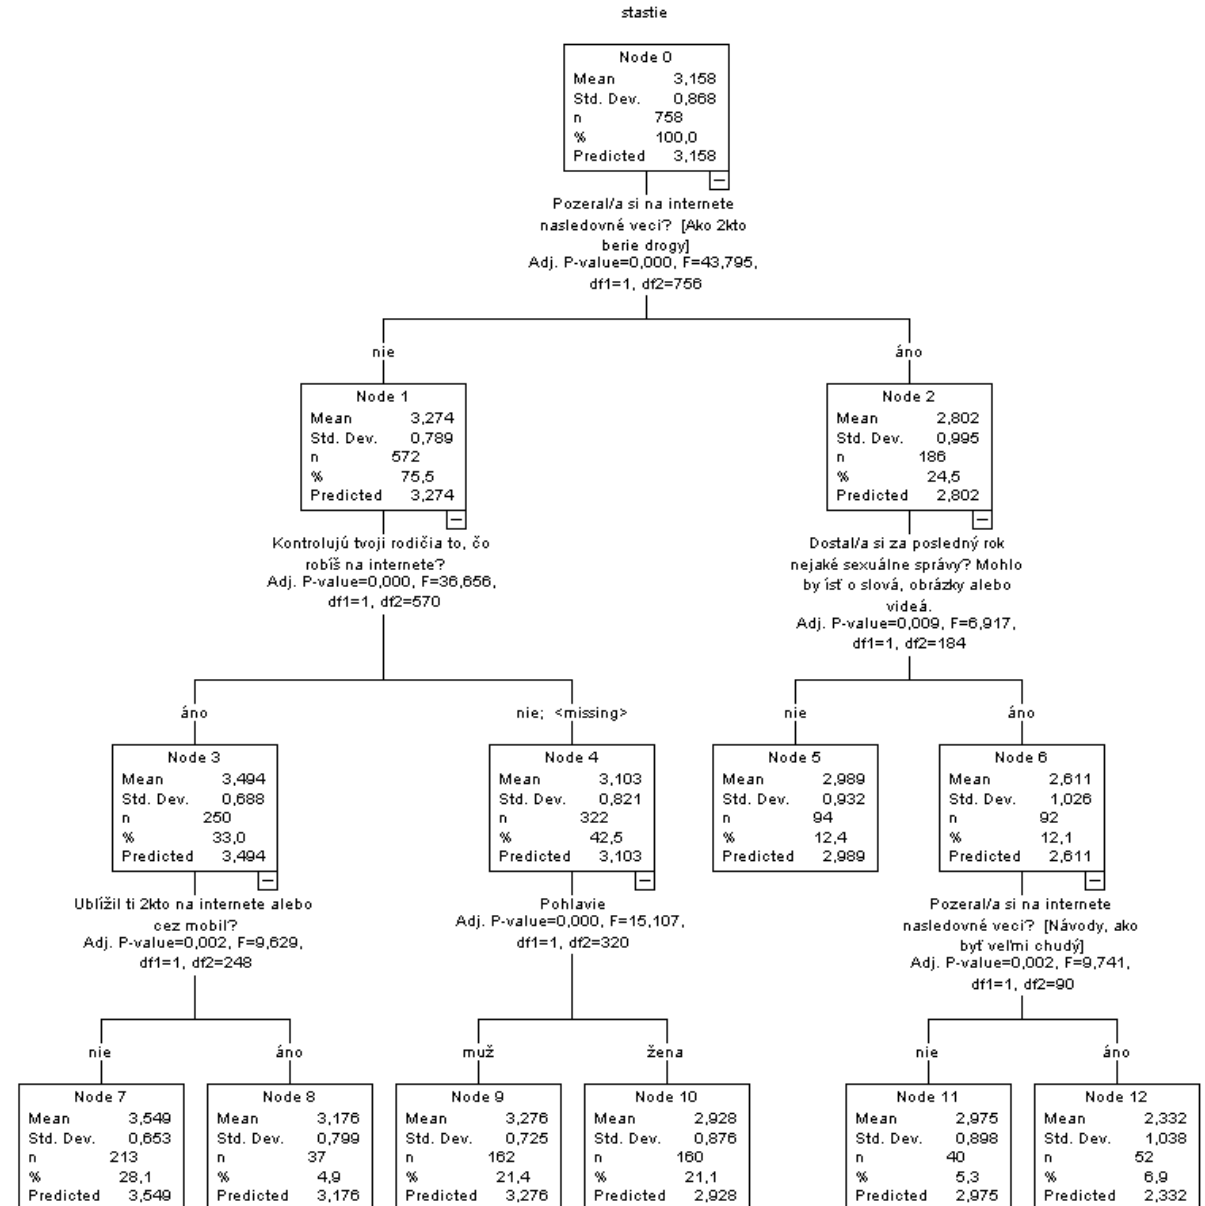 stastie
Node 0
Mean 3,158
Std. Dev. 0,868
n 758
% 100,0
Predicted 3,158
Pozeral/a si na internete
nasledovné veci? [Ako 2kto
berie drogy]
Adj. P-value=0,000, F=43,795,
df1=1, df2=756
nie
áno
Node 1
Mean 3,274
Std. Dev. 0,789
n 572
% 75,5
Predicted 3,274
Node 2
Mean 2,802
Std. Dev. 0,995
n 186
% 24,5
Predicted 2,802
Kontrolujú tvoji rodičia to, čo
robíš na internete?
Adj. P-value=0,000, F=36,656,
df1=1, df2=570
Dostal/a si za posledný rok
nejaké sexuálne správy? Mohlo
by ísť o slová, obrázky alebo
videá.
Adj. P-value=0,009, F=6,917,
df1=1, df2=184
áno
nie; <missing>
nie
áno
Node 3
Mean 3,494
Std. Dev. 0,688
n 250
% 33,0
Predicted 3,494
Node 4
Mean 3,103
Std. Dev. 0,821
n 322
% 42,5
Predicted 3,103
Node 5
Mean 2,989
Std. Dev. 0,932
n 94
% 12,4
Predicted 2,989
Node 6
Mean 2,611
Std. Dev. 1,026
n 92
% 12,1
Predicted 2,611
Ublížil ti 2kto na internete alebo
cez mobil?
Adj. P-value=0,002, F=9,629,
df1=1, df2=248
Pohlavie
Adj. P-value=0,000, F=15,107,
df1=1, df2=320
Pozeral/a si na internete
nasledovné veci? [Návody, ako
byť veľmi chudý]
Adj. P-value=0,002, F=9,741,
df1=1, df2=90
nie
áno
muž
žena
nie
áno
Node 7
Mean 3,549
Std. Dev. 0,653
n 213
% 28,1
Predicted 3,549
Node 8
Mean 3,176
Std. Dev. 0,799
n 37
% 4,9
Predicted 3,176
Node 9
Mean 3,276
Std. Dev. 0,725
n 162
% 21,4
Predicted 3,276
Node 10
Mean 2,928
Std. Dev. 0,876
n 160
% 21,1
Predicted 2,928
Node 11
Mean 2,975
Std. Dev. 0,898
n 40
% 5,3
Predicted 2,975
Node 12
Mean 2,332
Std. Dev. 1,038
n 52
% 6,9
Predicted 2,332